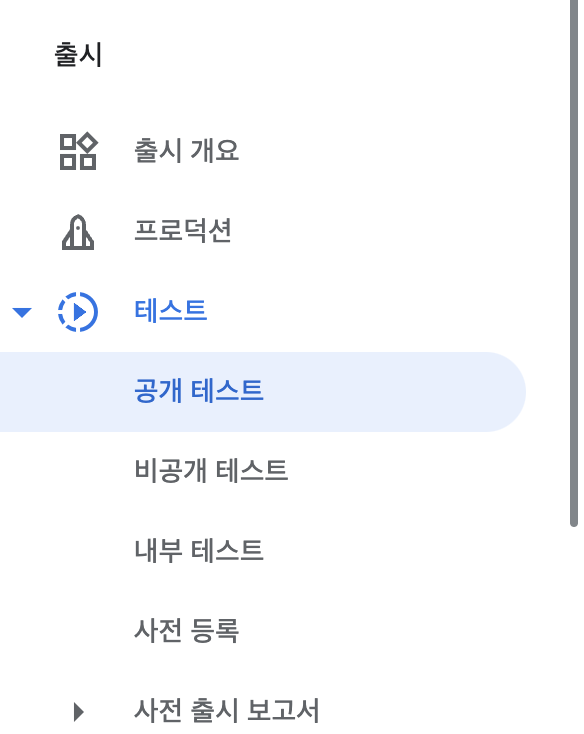 출시
출시 개요
프로덕션
테스트
공개 테스트
비공개 테스트
내부 테스트
사전 등록
사전 출시 보고서